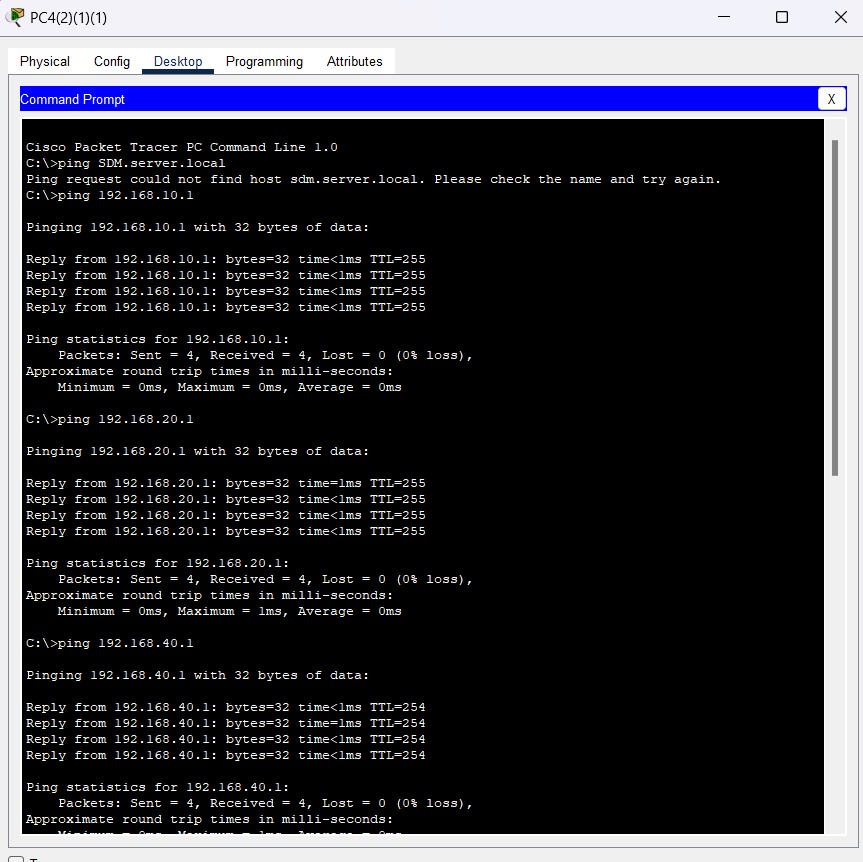 PC4(2)(1)(1)
Physical Config Desktop Programming Attributes
Command Prompt
X
Cisco Packet Tracer PC Command Line 1.0
C:\>ping SDM.server.local
Ping request could not find host sdm.server.local. Please check the name and try again.
C:\>ping 192.168.10.1
Pinging 192.168.10.1 with 32 bytes of data:
Reply from 192.168.10.1: bytes=32 time<1ms TTL=255
Reply from 192.168.10.1: bytes=32 time<1ms TTL=255
Reply from 192.168.10.1: bytes=32 time<1ms TTL=255
Reply from 192.168.10.1: bytes=32 time<1ms TTL=255
Ping statistics for 192.168.10.1:
    Packets: Sent = 4, Received = 4, Lost = 0 (0% loss),
Approximate round trip times in milli-seconds:
    Minimum = 0ms, Maximum = 0ms, Average = 0ms
C:\>ping 192.168.20.1
Pinging 192.168.20.1 with 32 bytes of data:
Reply from 192.168.20.1: bytes=32 time=1ms TTL=255
Reply from 192.168.20.1: bytes=32 time<1ms TTL=255
Reply from 192.168.20.1: bytes=32 time<1ms TTL=255
Reply from 192.168.20.1: bytes=32 time<1ms TTL=255
Ping statistics for 192.168.20.1:
    Packets: Sent = 4, Received = 4, Lost = 0 (0% loss),
Approximate round trip times in milli-seconds:
    Minimum = 0ms, Maximum = 1ms, Average = 0ms
C:\>ping 192.168.40.1
Pinging 192.168.40.1 with 32 bytes of data:
Reply from 192.168.40.1: bytes=32 time<1ms TTL=254
Reply from 192.168.40.1: bytes=32 time=1ms TTL=254
Reply from 192.168.40.1: bytes=32 time<1ms TTL=254
Reply from 192.168.40.1: bytes=32 time<1ms TTL=254
Ping statistics for 192.168.40.1:
    Packets: Sent = 4, Received = 4, Lost = 0 (0% loss),
Approximate round trip times in milli-seconds:
    Minimum = 0ms, Maximum = 1ms, Average = 0ms